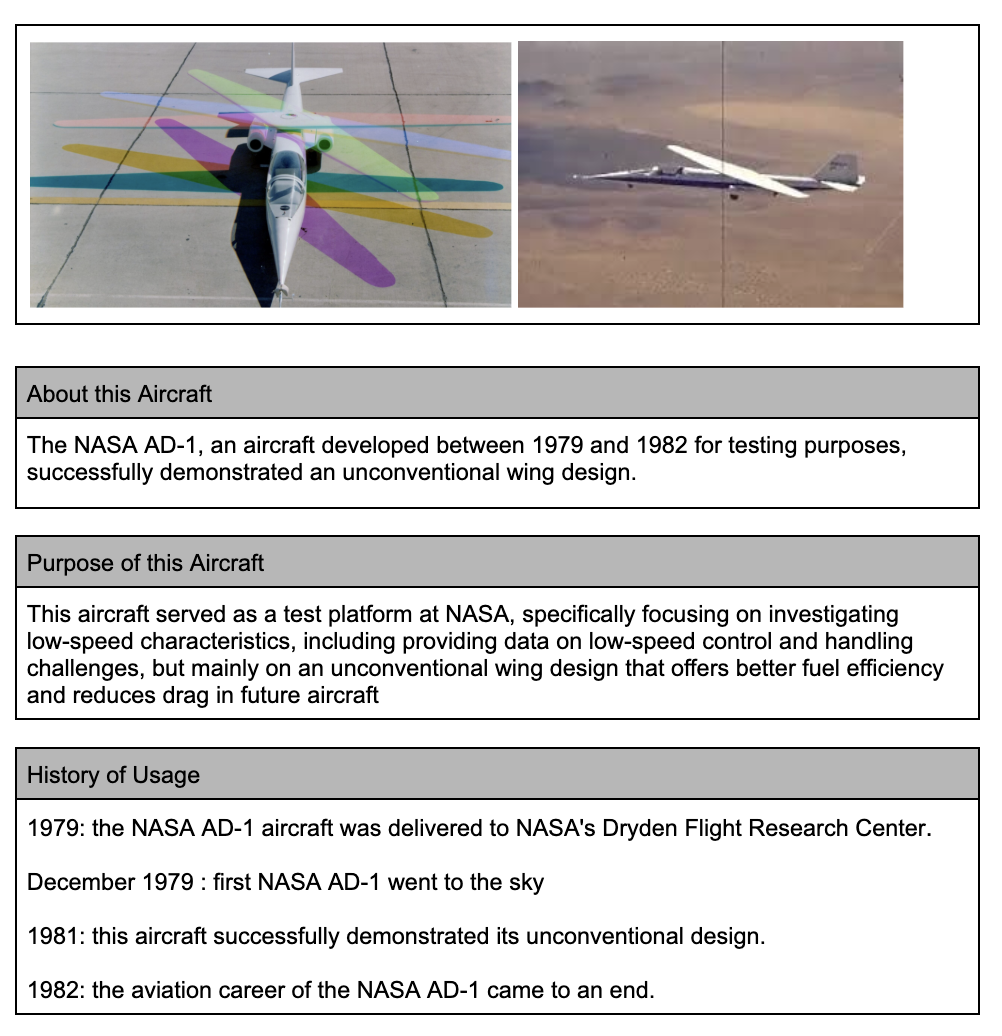 About this Aircraft
The NASA AD-1, an aircraft developed between 1979 and 1982 for testing purposes,
successfully demonstrated an unconventional wing design.
Purpose of this Aircraft
This aircraft served as a test platform at NASA, specifically focusing on investigating
low-speed characteristics, including providing data on low-speed control and handling
challenges, but mainly on an unconventional wing design that offers better fuel efficiency
and reduces drag in future aircraft
History of Usage
1979: the NASA AD-1 aircraft was delivered to NASA's Dryden Flight Research Center.
December 1979 : first NASA AD-1 went to the sky
1981: this aircraft successfully demonstrated its unconventional design.
1982: the aviation career of the NASA AD-1 came to an end.